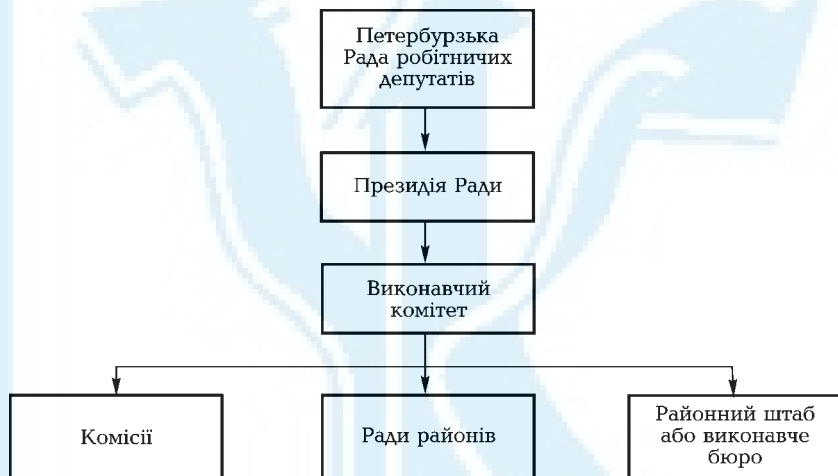 Петербурзька
Рада робітничих
депутатів
Президія Ради
Виконавчий
комітет
Комісії
Ради районів
Районний штаб
або виконавче
бюро